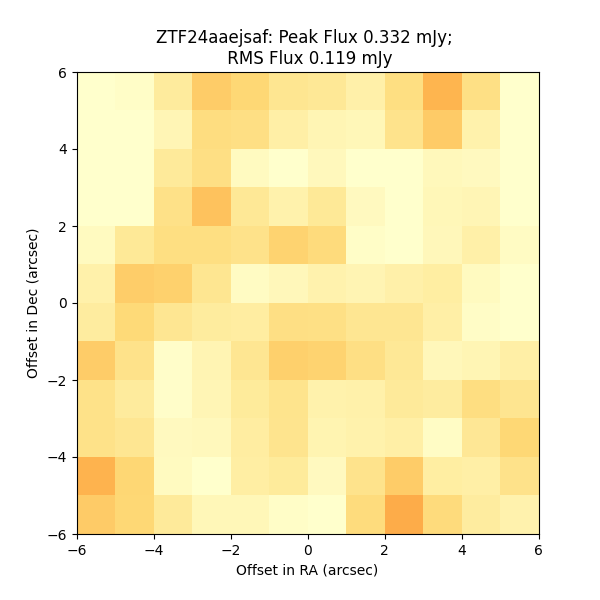 ZTF24aaejsaf: Peak Flux 0.332 mJy;
RMS Flux 0.119 mJy
6
4
2
0
−2
−4
−6
Offset in Dec (arcsec)
−6 −4 −2 0 2 4 6
Offset in RA (arcsec)